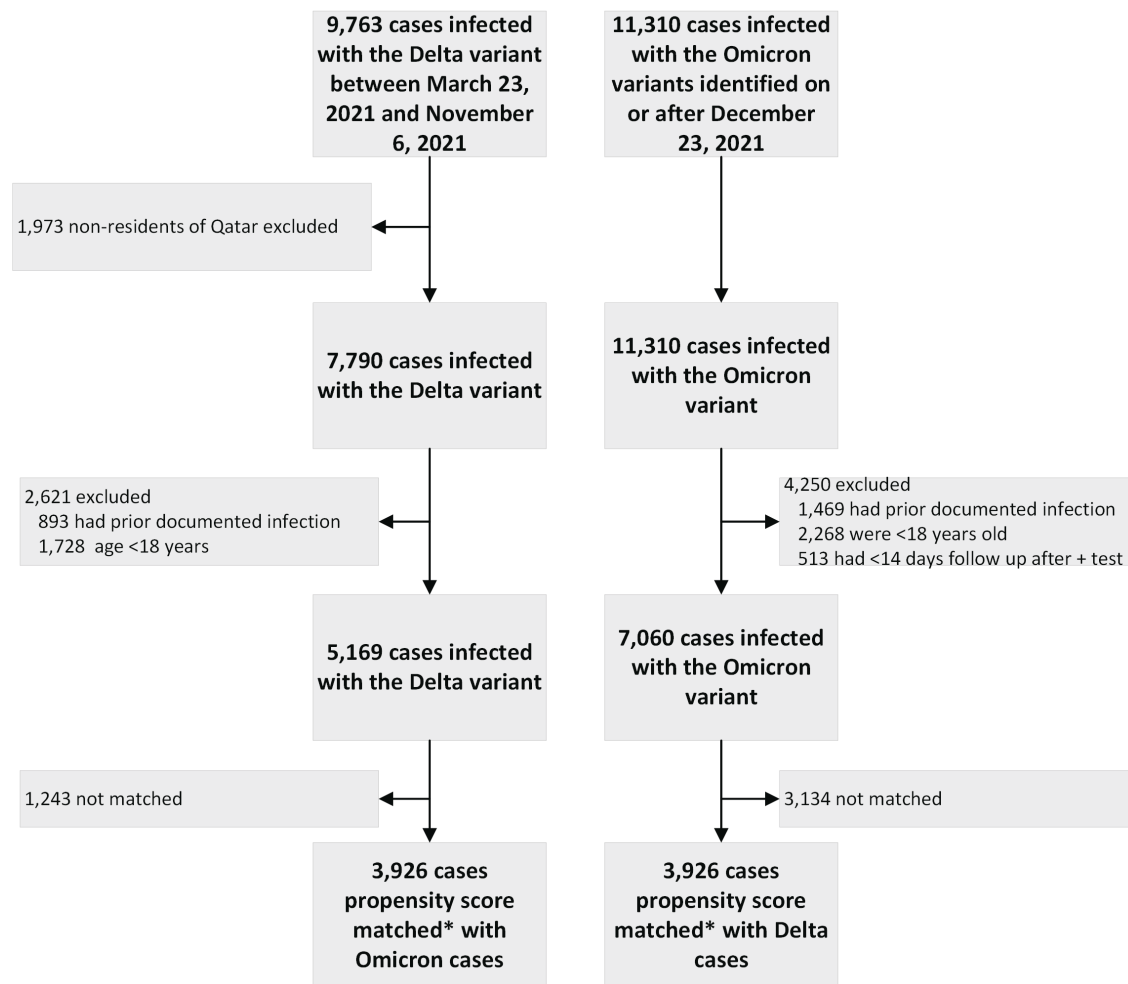 9,763 cases infected
with the Delta variant
between March 23,
2021 and November
6, 2021
11,310 cases infected
with the Omicron
variants identified on
or after December
23, 2021
1,973 non-residents of Qatar excluded
7,790 cases infected
with the Delta variant
11,310 cases infected
with the Omicron
variant
2,621 excluded
893 had prior documented infection
1,728 age <18 years
4,250 excluded
1,469 had prior documented infection
2,268 were <18 years old
513 had <14 days follow up after + test
5,169 cases infected
with the Delta variant
7,060 cases infected
with the Omicron
variant
1,243 not matched
3,134 not matched
3,926 cases
propensity score
matched* with
Omicron cases
3,926 cases
propensity score
matched* with Delta
cases